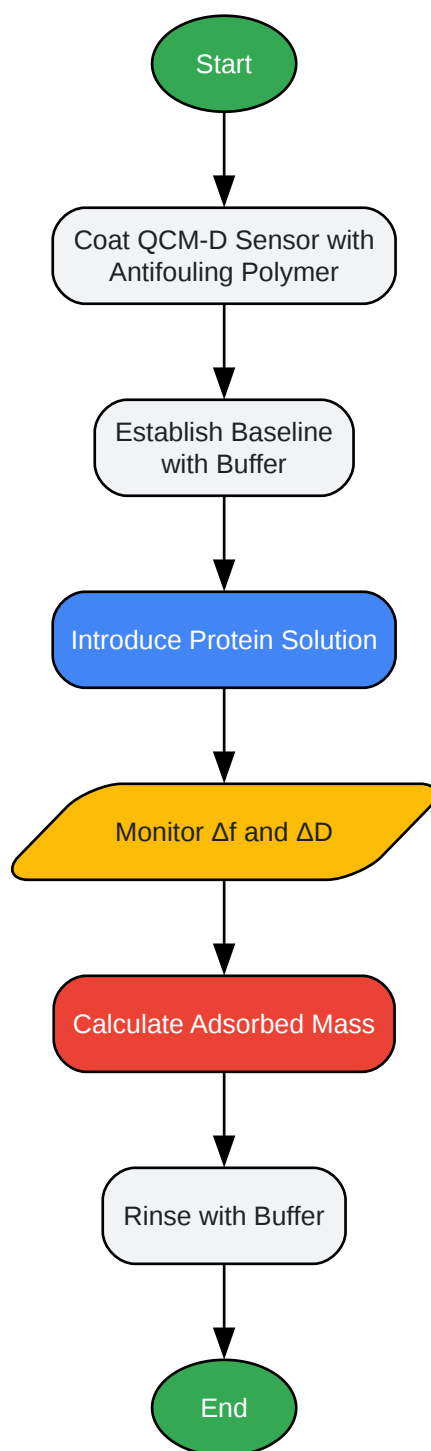 Start
Coat QCM-D Sensor with
Antifouling Polymer
Establish Baseline
with Buffer
Introduce Protein Solution
Monitor Δf and ΔD
Calculate Adsorbed Mass
Rinse with Buffer
End